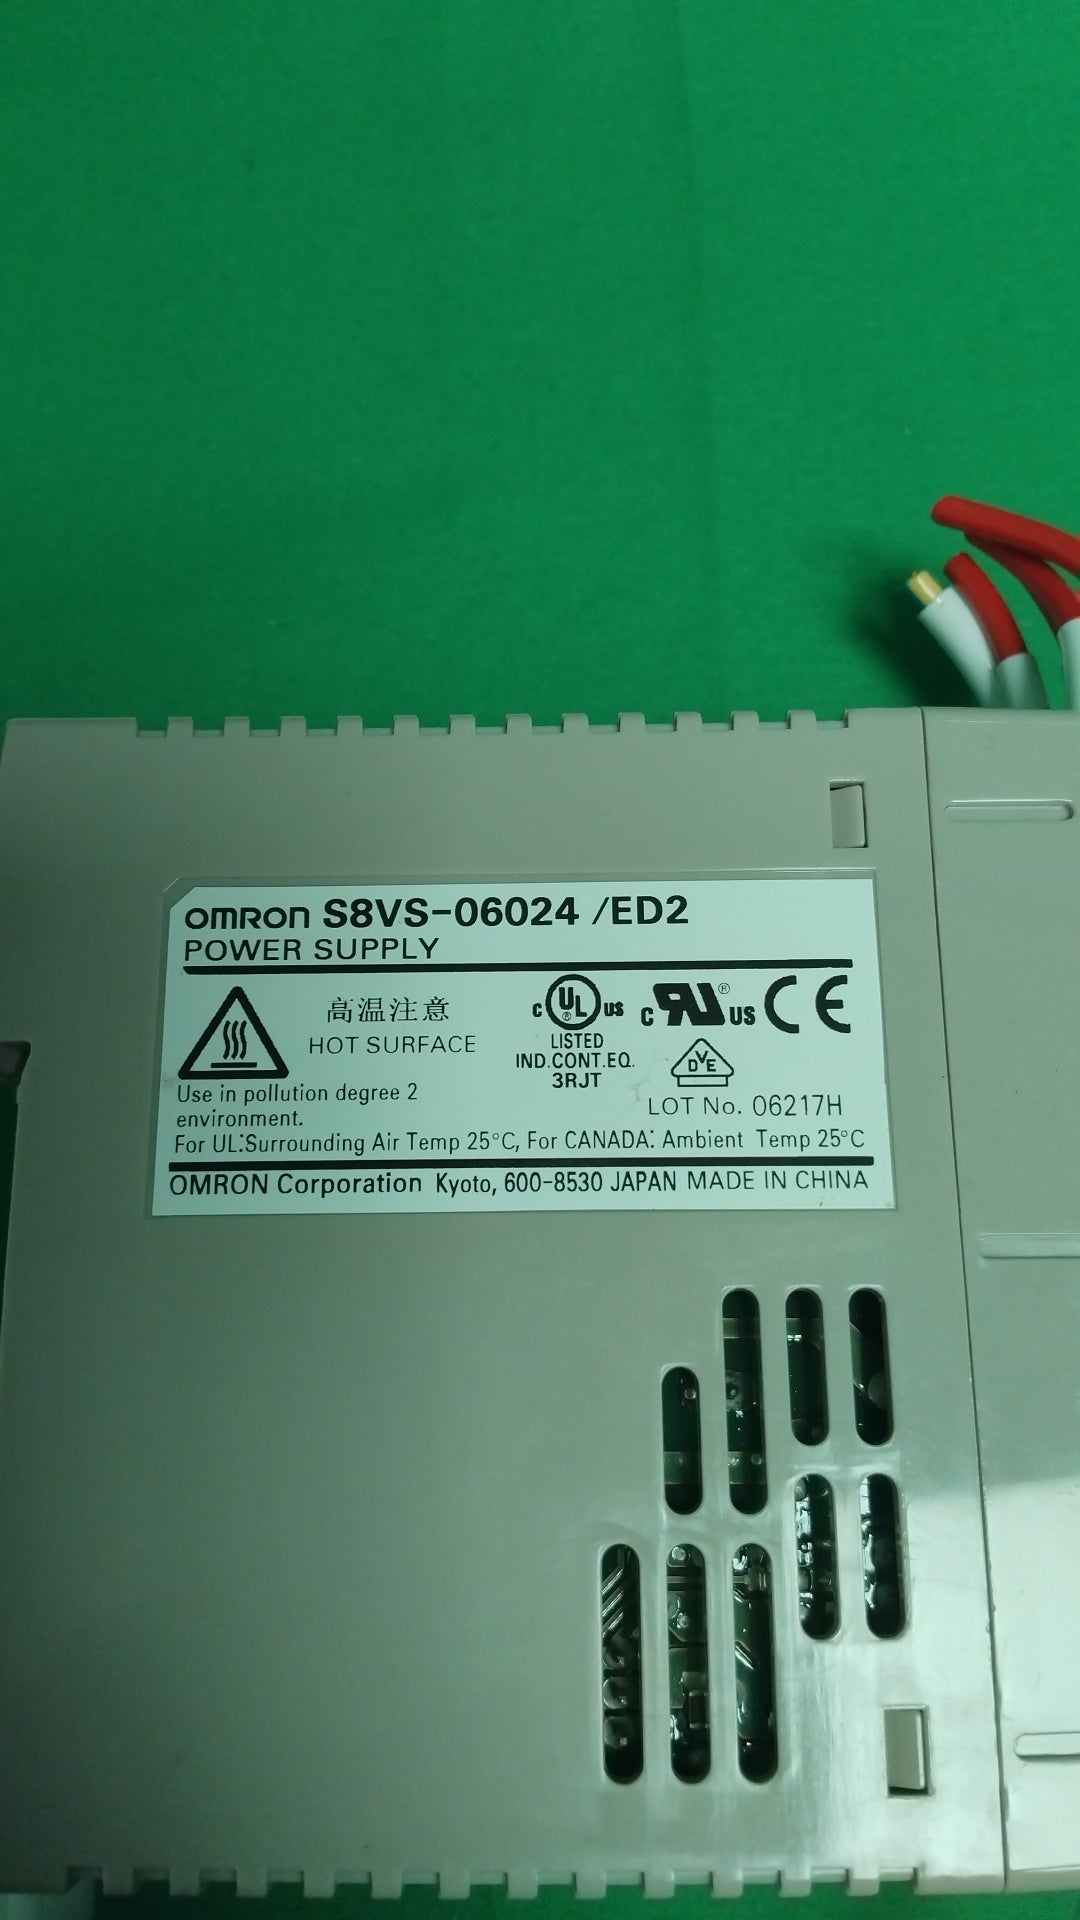 OMRON S8VS-06024 /ED2
POWER SUPPLY
高温注意
HOT SURFACE
c UL ® us
LISTED
IND.CONT.EQ.
3RJT
c RU ® US
CE
DVE
Use in pollution degree 2
environment.
LOT No. 06217H
For UL:Surrounding Air Temp 25°C, For CANADA: Ambient Temp 25°C
OMRON Corporation Kyoto, 600-8530 JAPAN MADE IN CHINA